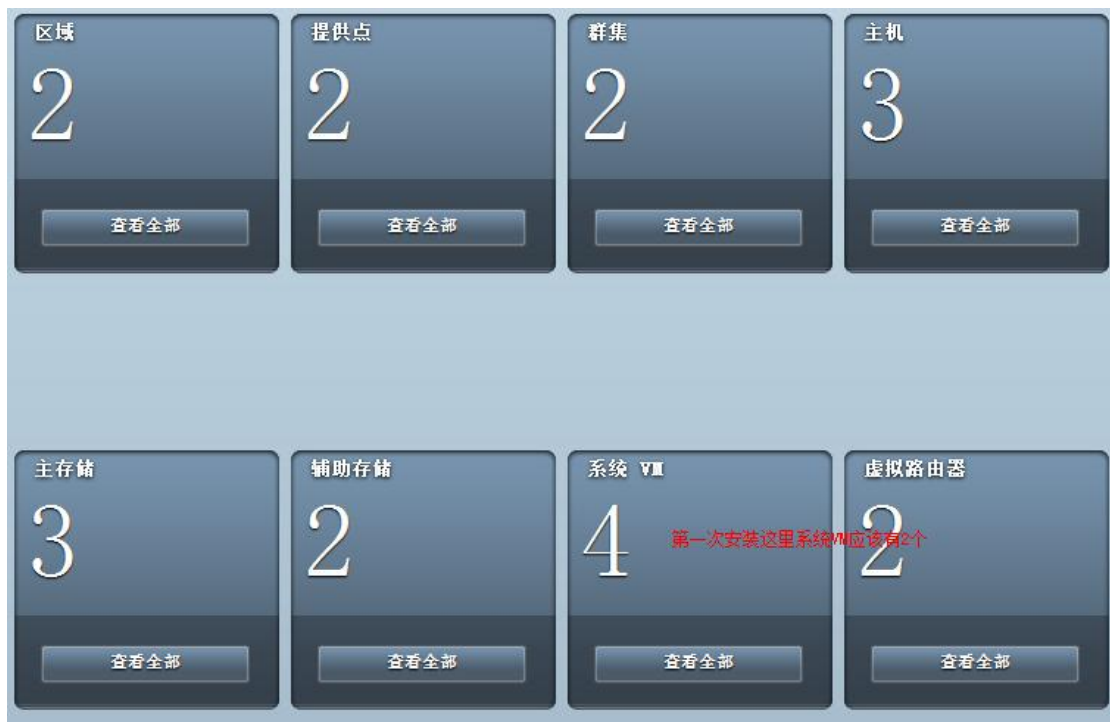 区域
提供点
群集
主机
2
2
2
3
查看全部
查看全部
查看全部
查看全部
主存储
辅助存储
系统 VM
虚拟路由器
3
2
4
2
第一次安装这里系统VM应该有2个
查看全部
查看全部
查看全部
查看全部